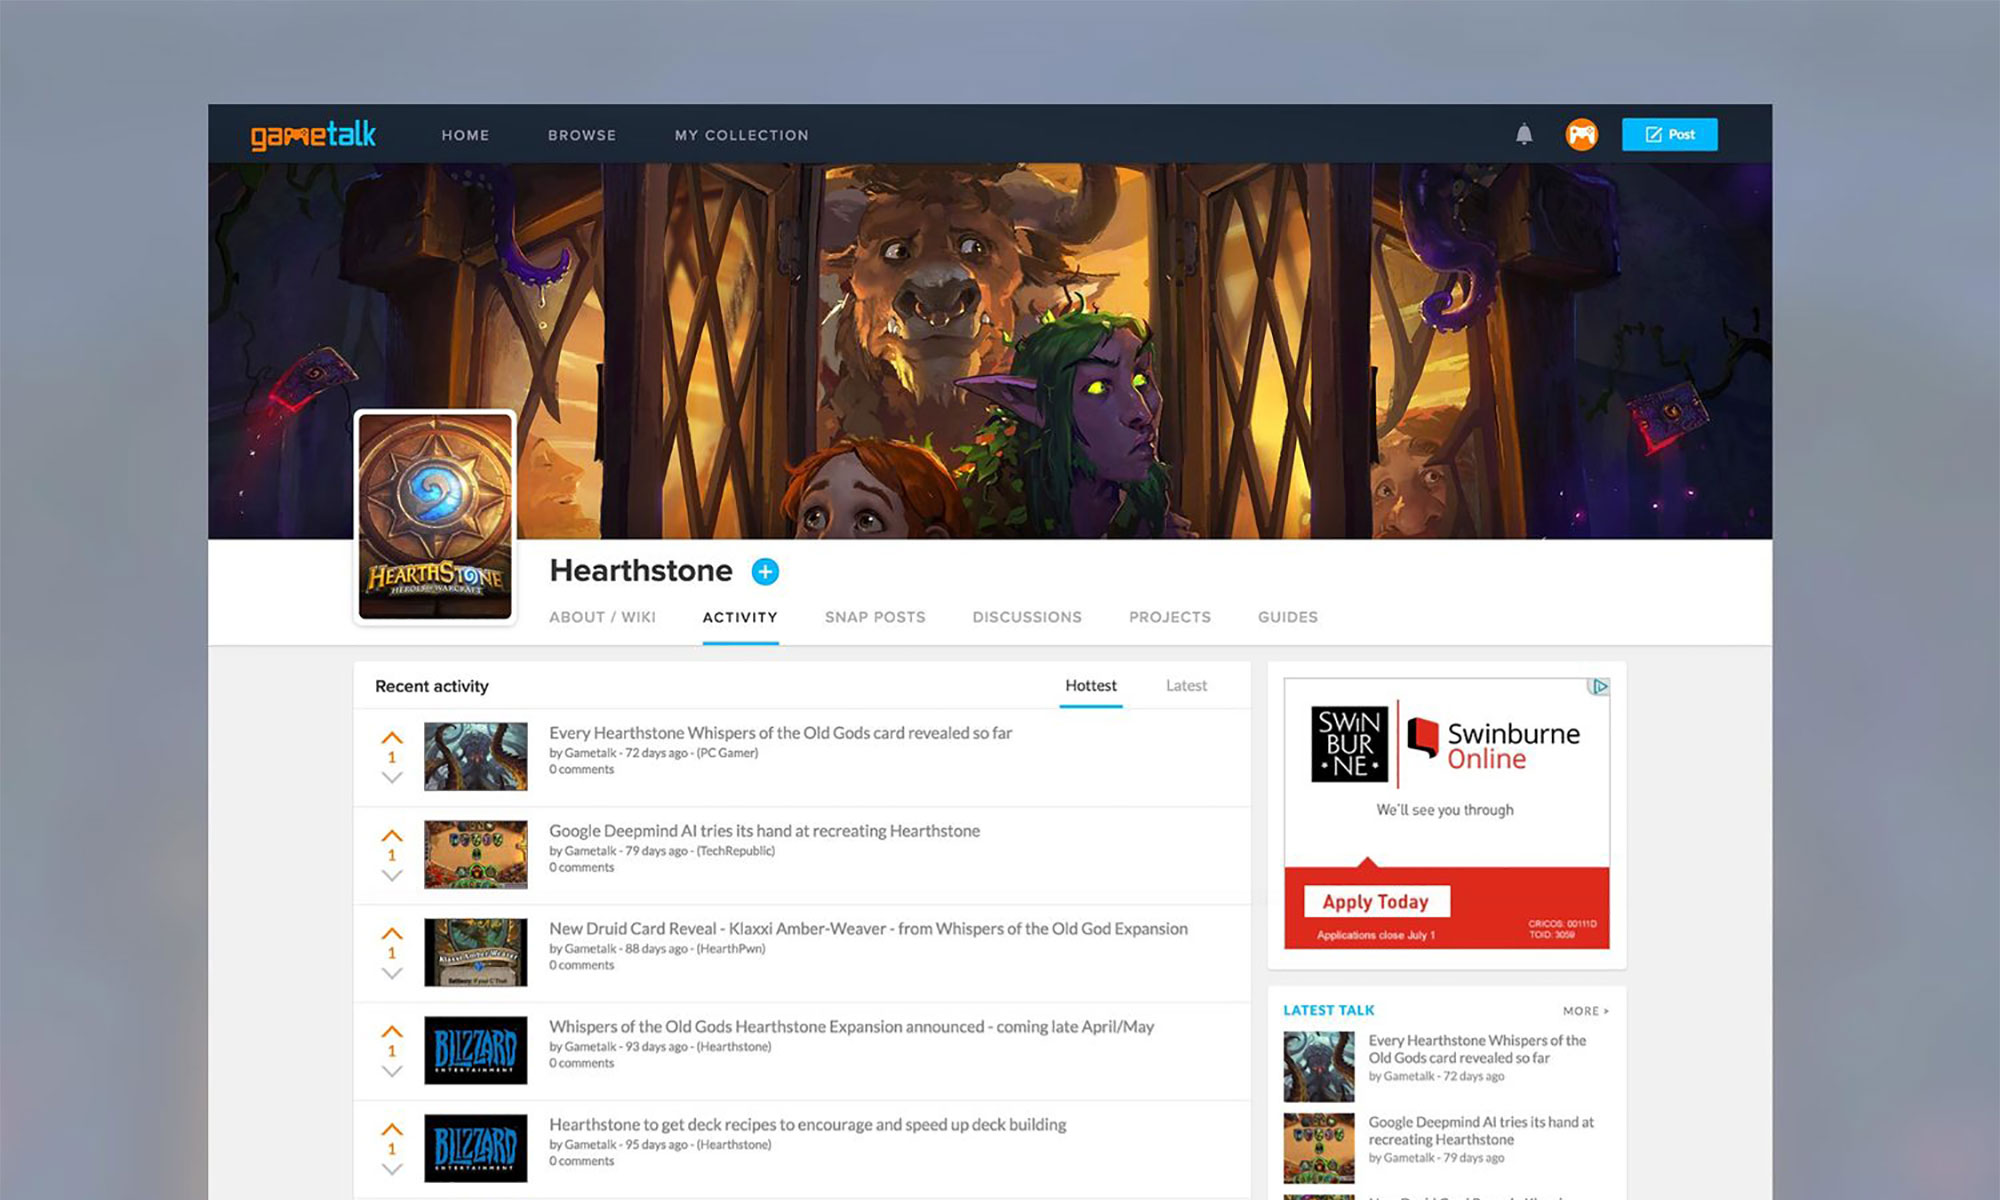 gametalk
HOME
BROWSE
MY COLLECTION
Post
HEARTHSTONE
HEROES OF WARCRAFT
Hearthstone
ABOUT / WIKI
ACTIVITY
SNAP POSTS
DISCUSSIONS
PROJECTS
GUIDES
Recent activity
Hottest
Latest
1
Every Hearthstone Whispers of the Old Gods card revealed so far
by Gametalk - 72 days ago - (PC Gamer)
0 comments
1
Google Deepmind AI tries its hand at recreating Hearthstone
by Gametalk - 79 days ago - (TechRepublic)
0 comments
1
Klaxxi Amber-Weaver
New Druid Card Reveal - Klaxxi Amber-Weaver - from Whispers of the Old God Expansion
by Gametalk - 88 days ago - (HearthPwn)
0 comments
1
BLIZZARD
ENTERTAINMENT
Whispers of the Old Gods Hearthstone Expansion announced - coming late April/May
by Gametalk - 93 days ago - (Hearthstone)
0 comments
1
BLIZZARD
ENTERTAINMENT
Hearthstone to get deck recipes to encourage and speed up deck building
by Gametalk - 95 days ago - (Hearthstone)
0 comments
SWIN
BUR
NE
Swinburne
Online
We'll see you through
Apply Today
Applications close July 1
CRICOS: 00111D
TOID: 3059
LATEST TALK
MORE >
Every Hearthstone Whispers of the
Old Gods card revealed so far
by Gametalk - 72 days ago
Google Deepmind AI tries its hand at
recreating Hearthstone
by Gametalk - 79 days ago